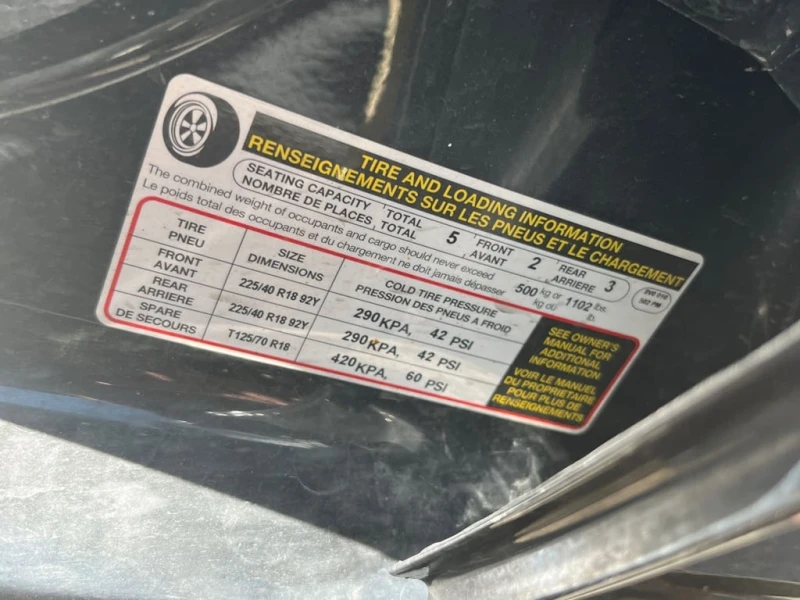 TIRE AND LOADING INFORMATION
RENSEIGNEMENTS SUR LES PNEUS ET LE CHARGEMENT
SEATING CAPACITY TOTAL 5 FRONT 2 REAR 3
NOMBRE DE PLACES, TOTAL AVANT ARRIERE
The combined weight of occupants and cargo should never exceed 500 kg or 1102 lbs.
Le poids total des occupants et du chargement ne doit jamais dépasser kg ou lb.
TIRE SIZE COLD TIRE PRESSURE
PNEU DIMENSIONS PRESSION DES PNEUS A FROID
FRONT 225/40 R18 92Y 290KPA, 42 PSI
AVANT
REAR 225/40 R18 92Y 290KPA, 42 PSI
ARRIERE
SPARE T125/70 R18 420KPA, 60 PSI
DE SECOURS
SEE OWNER'S
MANUAL FOR
ADDITIONAL
INFORMATION
VOIR LE MANUEL
DU PROPRIETAIRE
POUR PLUS DE
RENSEIGNEMENTS